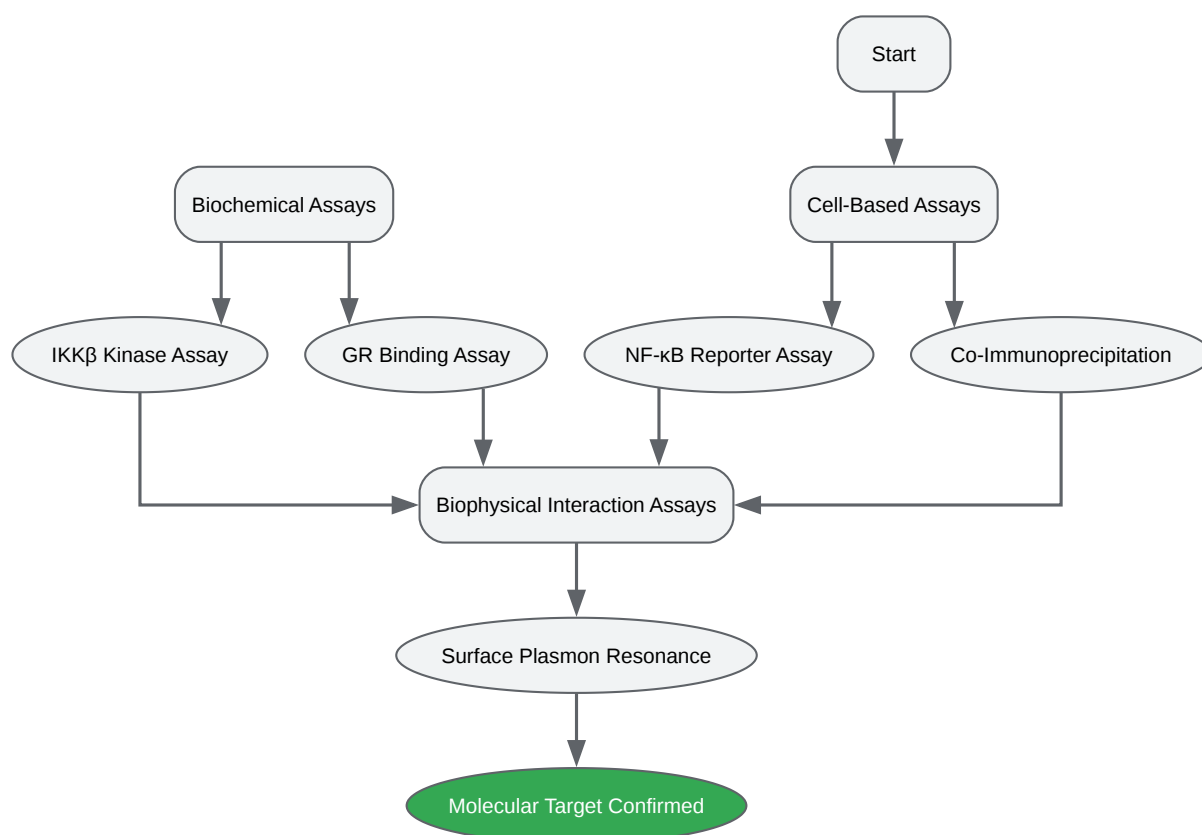 Start
Biochemical Assays
Cell-Based Assays
IKKβ Kinase Assay
GR Binding Assay
NF-κB Reporter Assay
Co-Immunoprecipitation
Biophysical Interaction Assays
Surface Plasmon Resonance
Molecular Target Confirmed